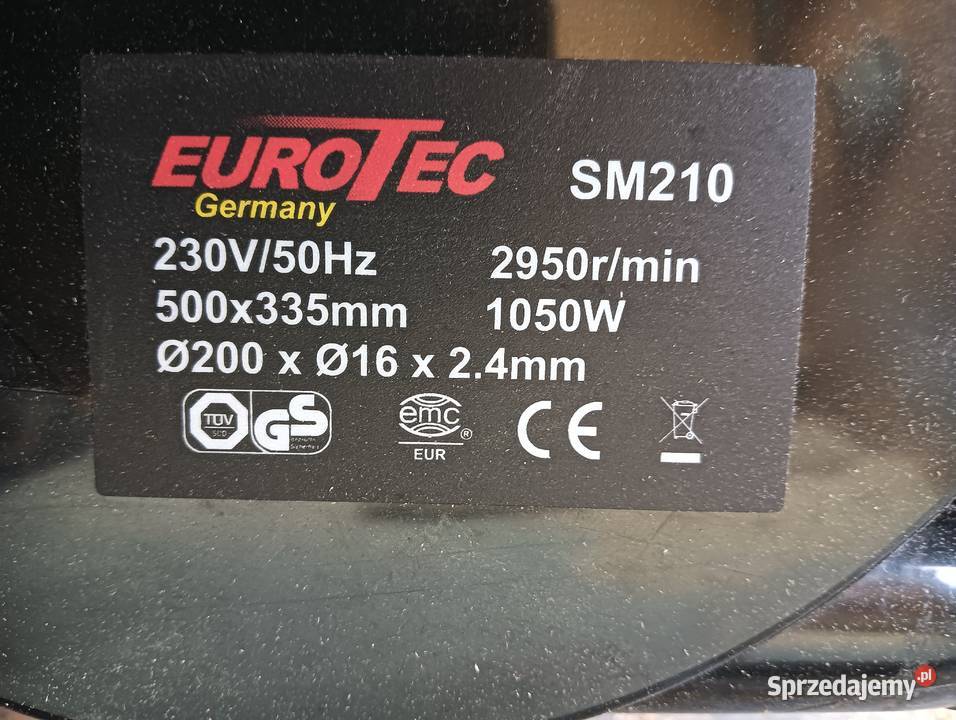 EUROTEC
Germany
SM210
230V/50Hz 2950r/min
500x335mm 1050W
Ø200 x Ø16 x 2.4mm
TÜV
SÜD
GS
emc
®
EUR
CE
Sprzedajemy.pl